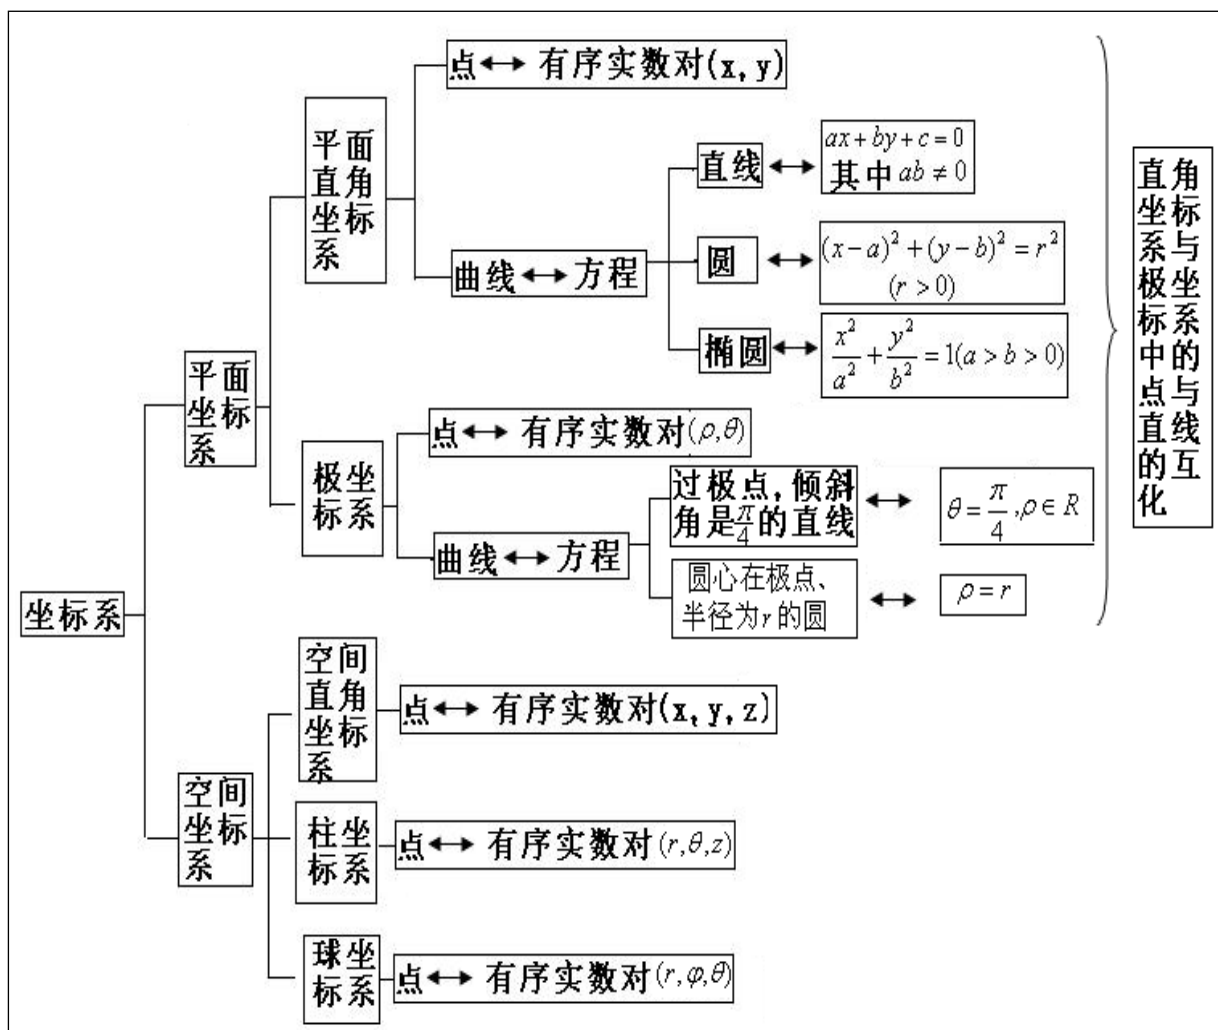 坐标系
平面
坐标
系
平面
直角
坐标
系
点↔有序实数对(x, y)
曲线↔方程
直线↔
ax+by+c=0
其中ab≠0
圆↔
(x−a)²+(y−b)²=r²
(r>0)
椭圆↔
x²/a²+y²/b²=1(a>b>0)
极坐
标系
点↔有序实数对(ρ,θ)
曲线↔方程
过极点,倾斜
角是π/4的直线
↔
θ=π/4,ρ∈R
圆心在极点、
半径为r的圆
↔
ρ=r
直角
坐标
系与
极坐
标系
中的
点与
直线
的互
化
空间
坐标
系
空间
直角
坐标
系
点↔有序实数对(x, y, z)
柱坐
标系
点↔有序实数对(r,θ,z)
球坐
标系
点↔有序实数对(r,φ,θ)